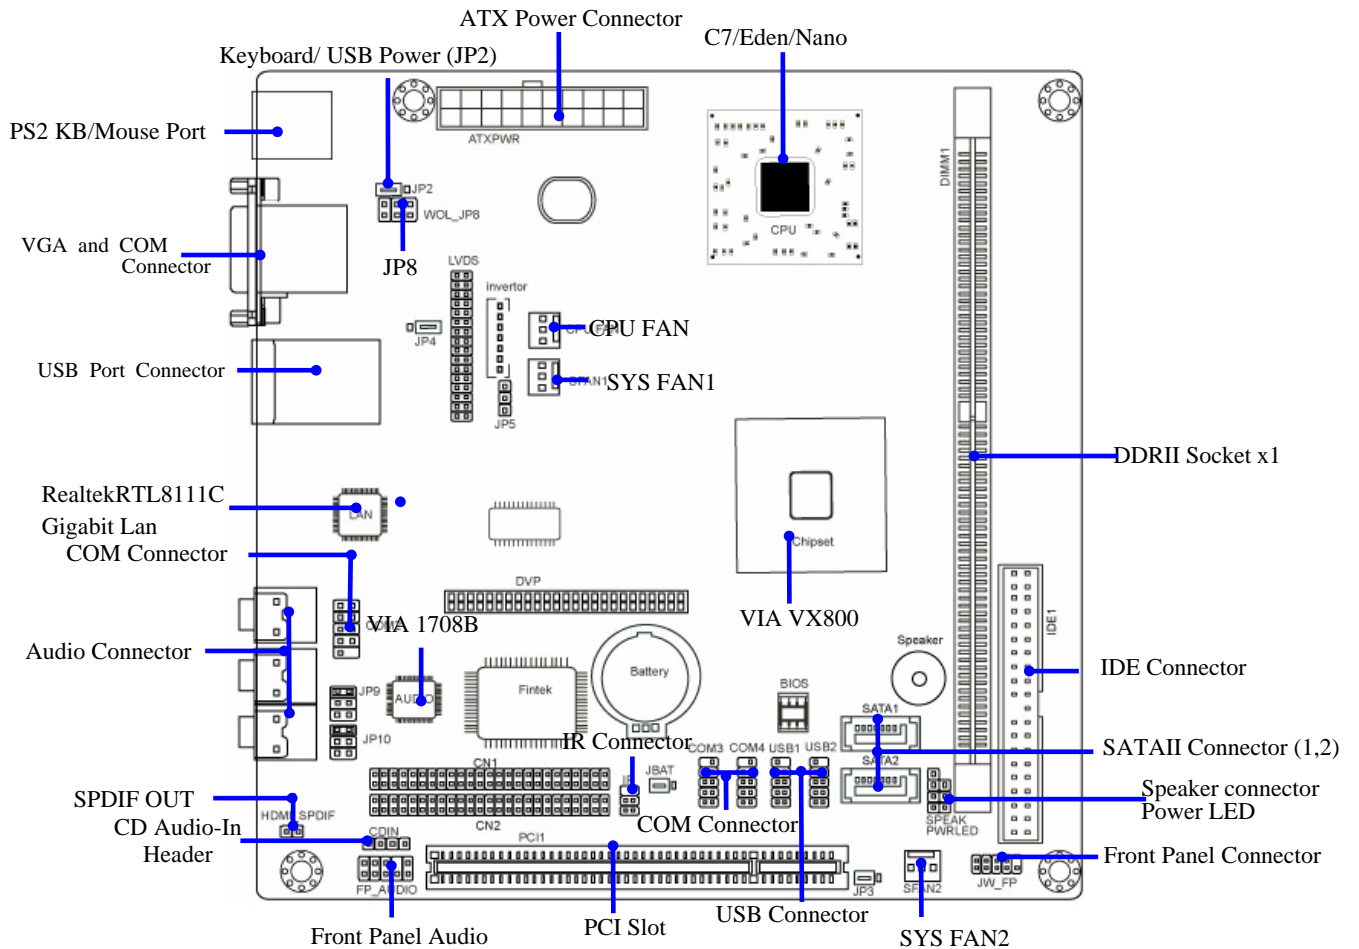 ATX Power Connector
C7/Eden/Nano
Keyboard/ USB Power (JP2)
PS2 KB/Mouse Port
ATXPWR
DIMM1
JP2
WOL_JP8
CPU
VGA and COM
Connector
JP8
LVDS
invertor
CPU FAN
CPU FAN
JP4
USB Port Connector
SFAN1
SYS FAN1
JP5
DDRII Socket x1
RealtekRTL8111C
Gigabit Lan
LAN
COM Connector
Chipset
DVP
VIA VX800
IDE1
VIA 1708B
Speaker
Audio Connector
Battery
IDE Connector
JP9
AUDIO
Fintek
BIOS
SATA1
JP10
IR Connector
COM3
COM4
USB1
USB2
SATAII Connector (1,2)
CN1
JBAT
SATA2
Speaker connector
Power LED
SPDIF OUT
HDMI_SPDIF
CN2
COM Connector
SPEAK
PWRLED
CD Audio-In
Header
CDIN
PCI1
Front Panel Connector
FP_AUDIO
JP3
SFAN2
JW_FP
Front Panel Audio
PCI Slot
USB Connector
SYS FAN2